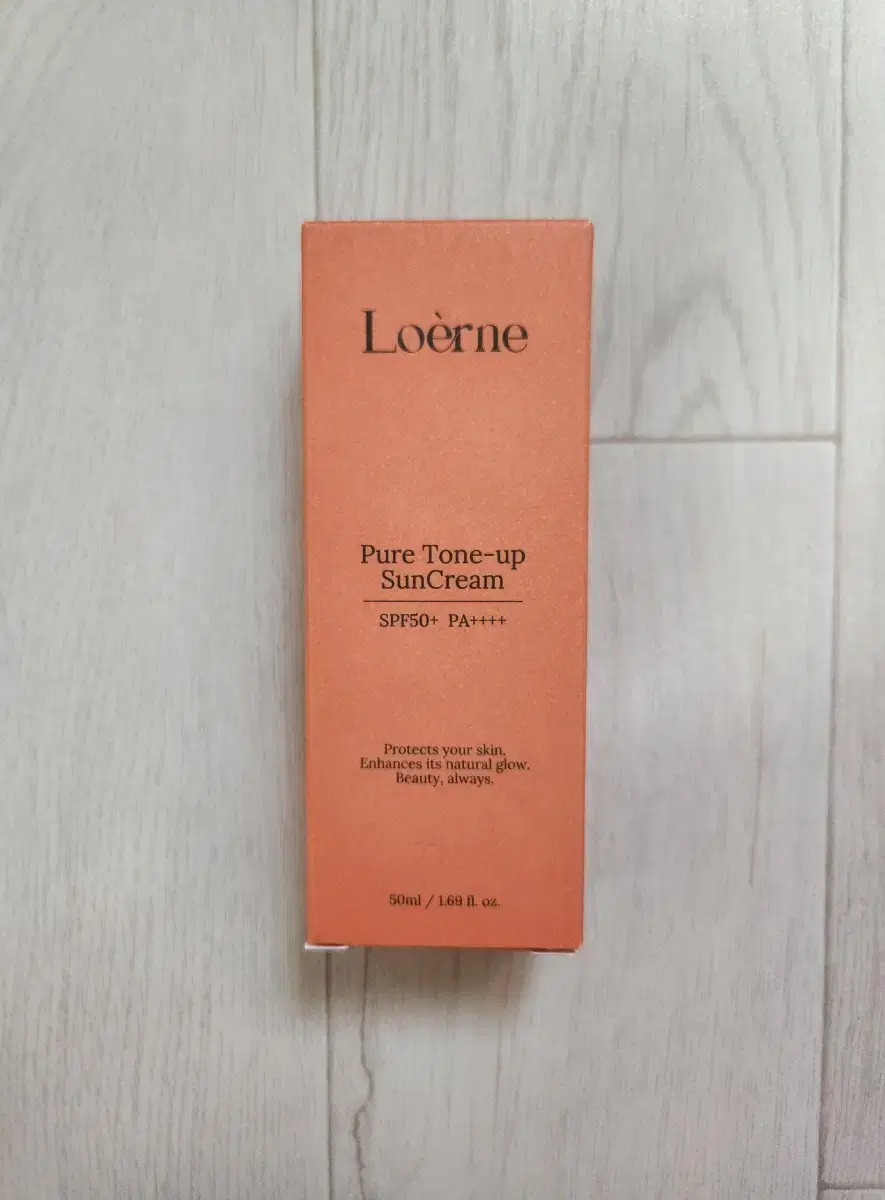 Loèrne
Pure Tone-up
SunCream
SPF50+ PA++++
Protects your skin,
Enhances its natural glow.
Beauty, always.
50ml / 1.69 fl. oz.